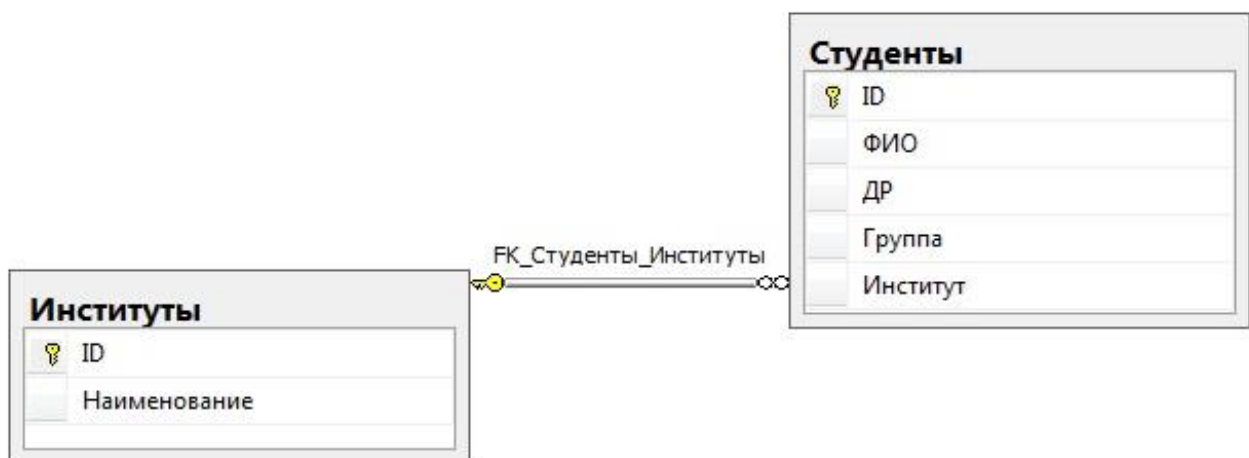 Студенты
ID
ФИО
ДР
Группа
Институт
FK_Студенты_Институты
Институты
ID
Наименование